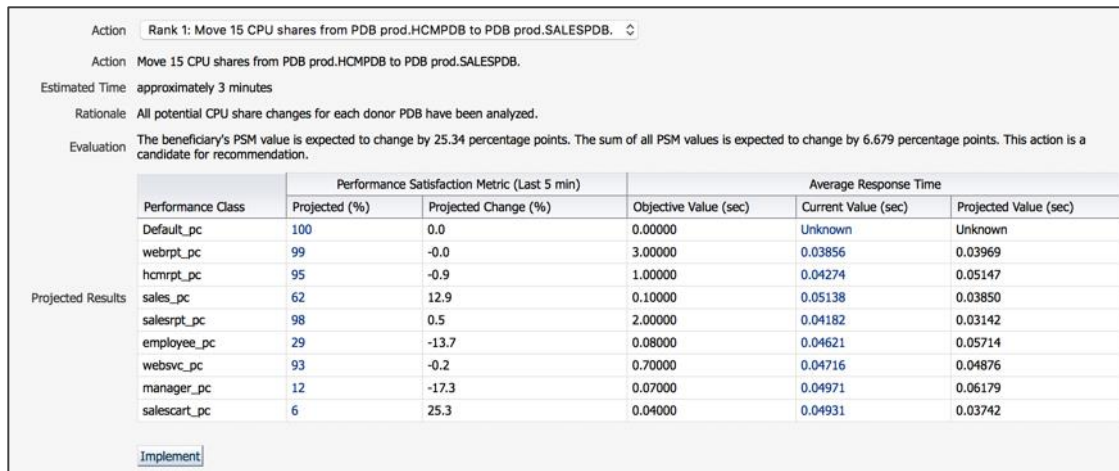 Action Rank 1: Move 15 CPU shares from PDB prod.HCMPDB to PDB prod.SALESPDB.
Action Move 15 CPU shares from PDB prod.HCMPDB to PDB prod.SALESPDB.
Estimated Time approximately 3 minutes
Rationale All potential CPU share changes for each donor PDB have been analyzed.
Evaluation The beneficiary's PSM value is expected to change by 25.34 percentage points. The sum of all PSM values is expected to change by 6.679 percentage points. This action is a
candidate for recommendation.
Performance Satisfaction Metric (Last 5 min) Average Response Time
Performance Class Projected (%) Projected Change (%) Objective Value (sec) Current Value (sec) Projected Value (sec)
Default_pc 100 0.0 0.00000 Unknown Unknown
webrpt_pc 99 -0.0 3.00000 0.03856 0.03969
hcmrpt_pc 95 -0.9 1.00000 0.04274 0.05147
Projected Results sales_pc 62 12.9 0.10000 0.05138 0.03850
salesrpt_pc 98 0.5 2.00000 0.04182 0.03142
employee_pc 29 -13.7 0.08000 0.04621 0.05714
websvc_pc 93 -0.2 0.70000 0.04716 0.04876
manager_pc 12 -17.3 0.07000 0.04971 0.06179
salescart_pc 6 25.3 0.04000 0.04931 0.03742
Implement